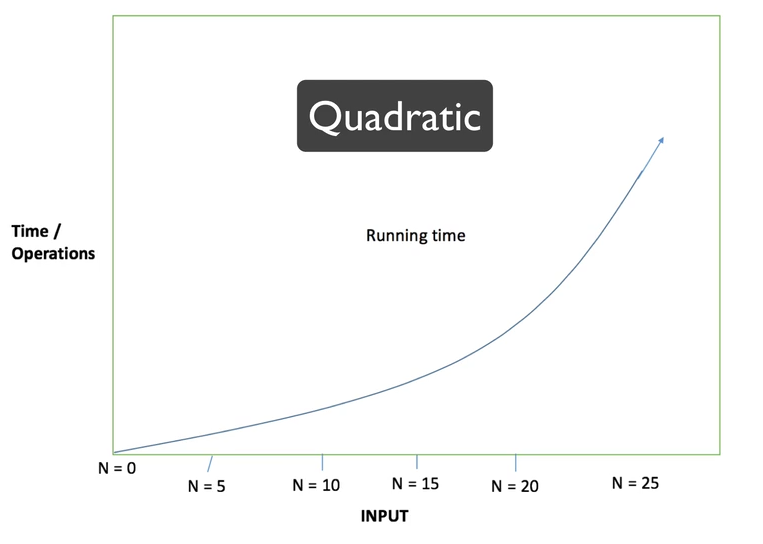 Quadratic
Time /
Operations
Running time
N = 0
N = 5
N = 10
N = 15
N = 20
N = 25
INPUT